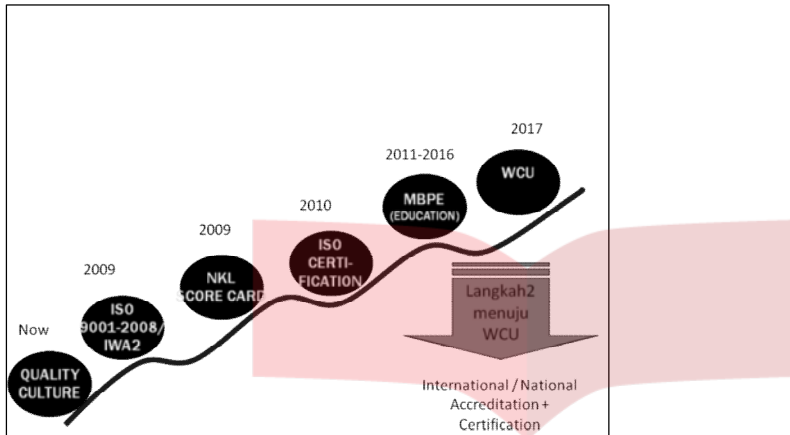 2017
WCU
2011-2016
MBPE
(EDUCATION)
2010
ISO
CERTI-
FICATION
2009
NKL
SCORE CARD
2009
ISO
9001-2008/
IWA2
Now
QUALITY
CULTURE
Langkah2
menuju
WCU
International / National
Accreditation +
Certification